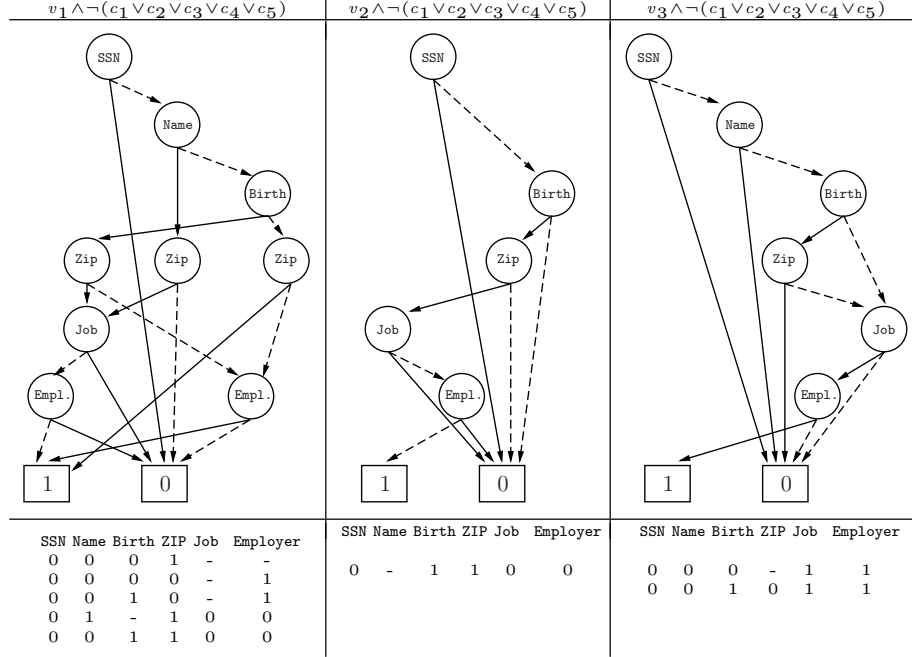 v₁∧¬(c₁∨c₂∨c₃∨c₄∨c₅) v₂∧¬(c₁∨c₂∨c₃∨c₄∨c₅) v₃∧¬(c₁∨c₂∨c₃∨c₄∨c₅)
SSN SSN SSN
Name Name
Birth Birth Birth
Zip Zip Zip Zip Zip
Job Job Job
Empl. Empl. Empl. Empl.
1 0 1 0 1 0
SSN Name Birth ZIP Job Employer
0 0 0 1 - -
0 0 0 0 - 1
0 0 1 0 - 1
0 1 - 1 0 0
0 0 1 1 0 0
SSN Name Birth ZIP Job Employer
0 - 1 1 0 0
SSN Name Birth ZIP Job Employer
0 0 0 - 1 1
0 0 1 0 1 1